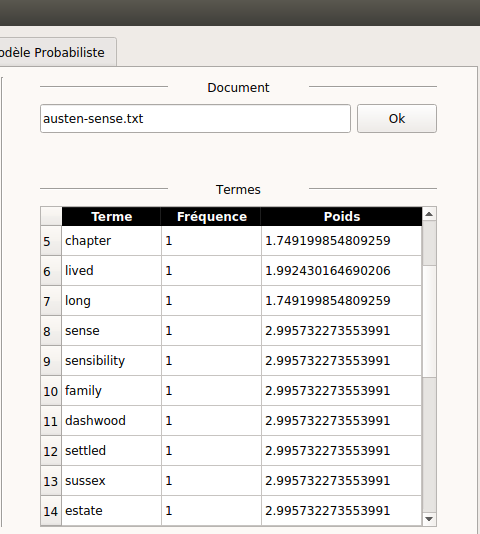 odèle Probabiliste
Document
austen-sense.txt Ok
Termes
Terme Fréquence Poids
5 chapter 1 1.749199854809259
6 lived 1 1.992430164690206
7 long 1 1.749199854809259
8 sense 1 2.995732273553991
9 sensibility 1 2.995732273553991
10 family 1 2.995732273553991
11 dashwood 1 2.995732273553991
12 settled 1 2.995732273553991
13 sussex 1 2.995732273553991
14 estate 1 2.995732273553991